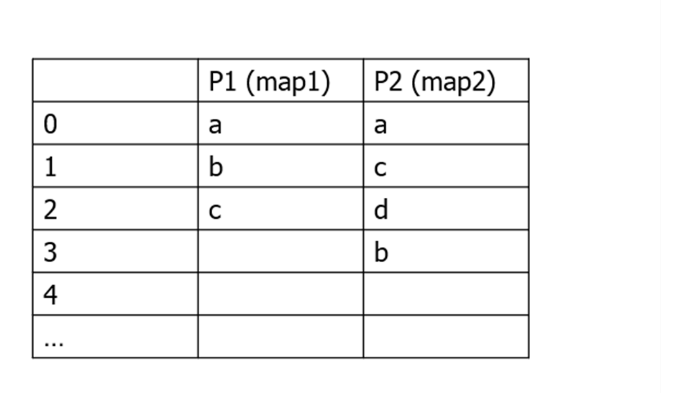 P1 (map1) P2 (map2)
0 a a
1 b c
2 c d
3 b
4
...